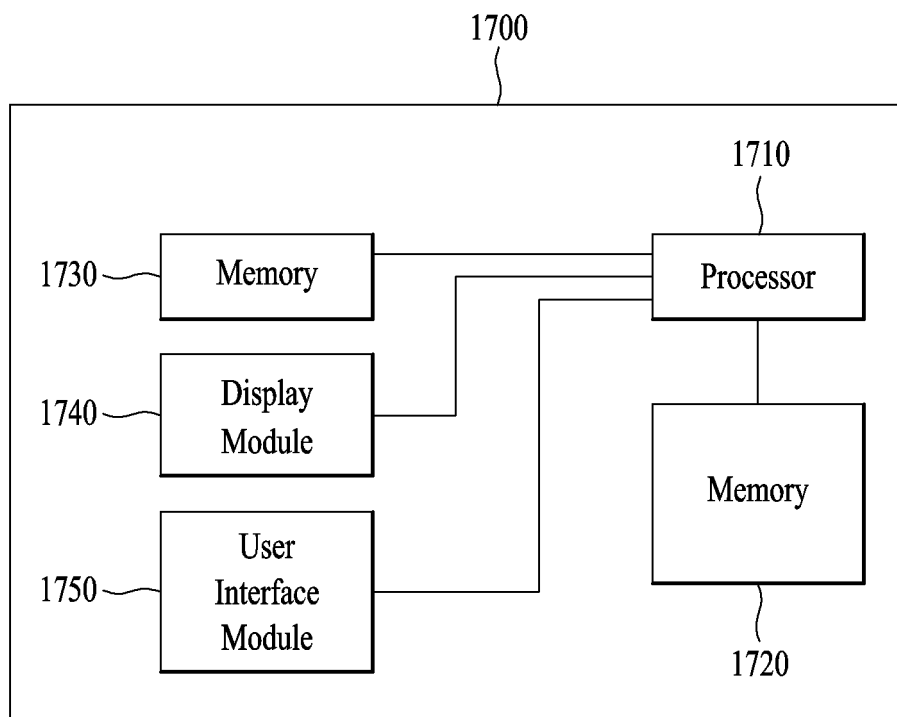 1700
1710
1730
Memory
Processor
1740
Display
Module
Memory
1750
User
Interface
Module
1720